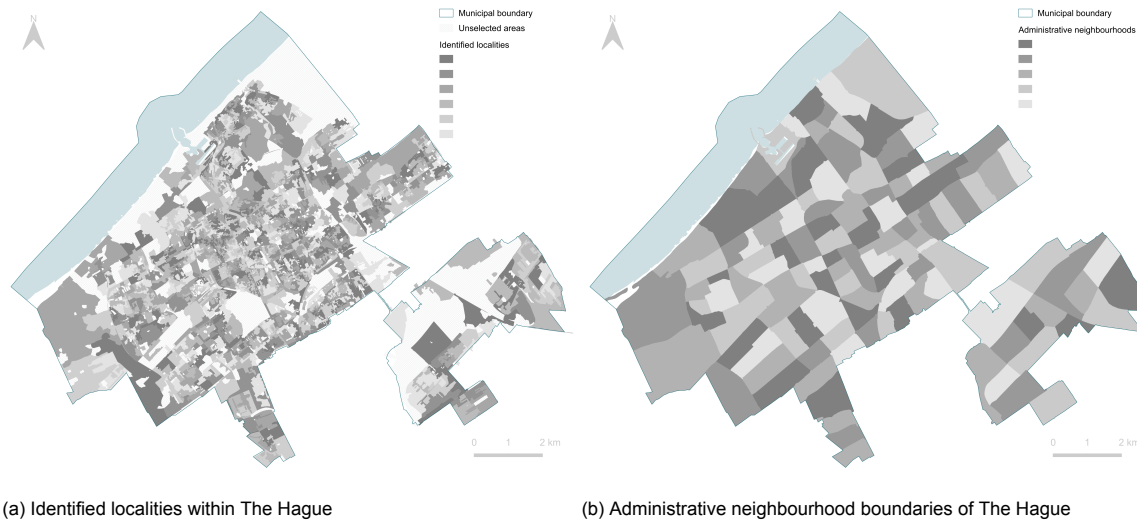 N
Municipal boundary
Unselected areas
Identified localities
0 1 2 km
(a) Identified localities within The Hague
N
Municipal boundary
Administrative neighbourhoods
0 1 2 km
(b) Administrative neighbourhood boundaries of The Hague